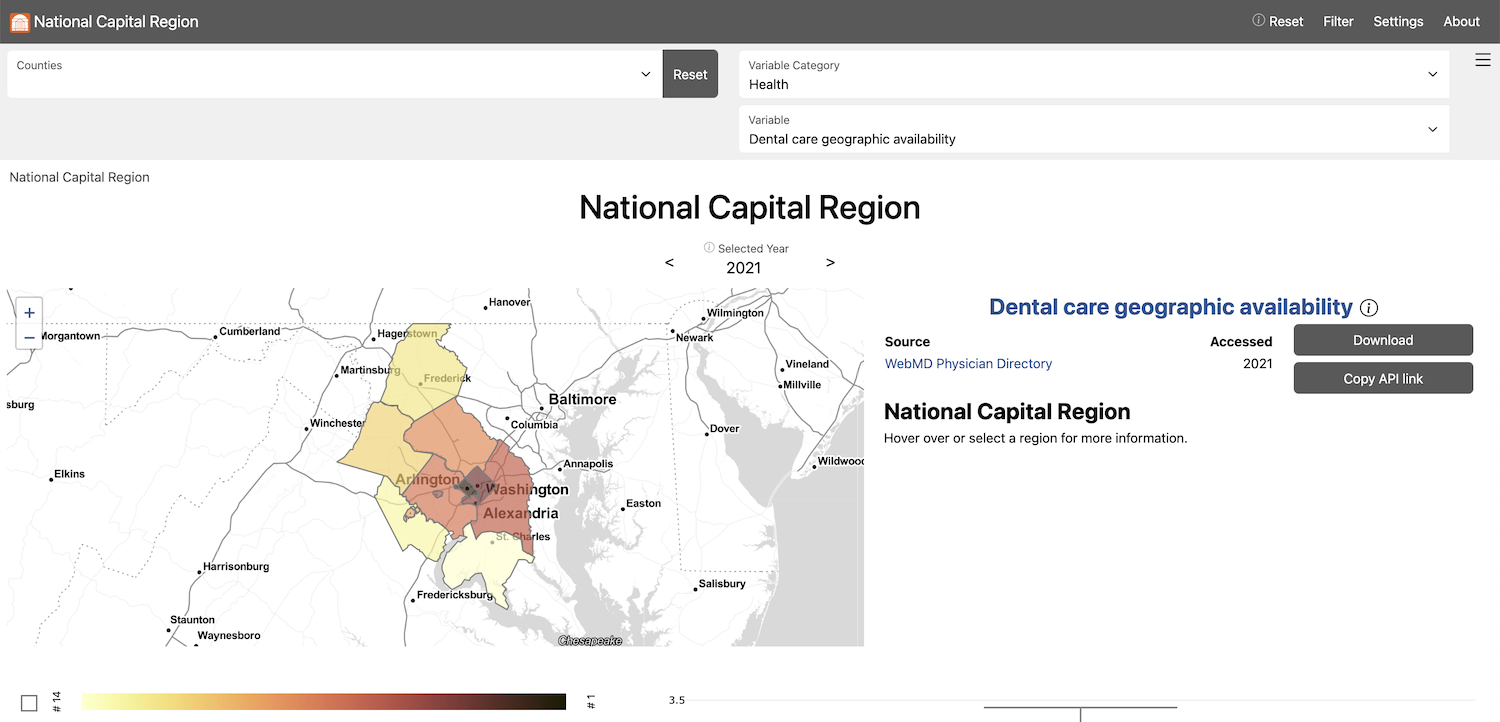 National Capital Region
Reset
Filter
Settings
About
Counties
Reset
Variable Category
Health
Variable
Dental care geographic availability
National Capital Region
National Capital Region
Selected Year
< 2021 >
+
−
Hanover
Wilmington
Morgantown
Cumberland
Hagerstown
Newark
Martinsburg
Frederick
Vineland
Millville
sburg
Baltimore
Winchester
Columbia
Dover
Annapolis
Wildwood
Elkins
Arlington
Washington
Easton
Alexandria
St. Charles
Harrisonburg
Salisbury
Fredericksburg
Staunton
Waynesboro
Chesapeake
Dental care geographic availability
Source
Accessed
WebMD Physician Directory
2021
Download
Copy API link
National Capital Region
Hover over or select a region for more information.
# 14
# 1
3.5